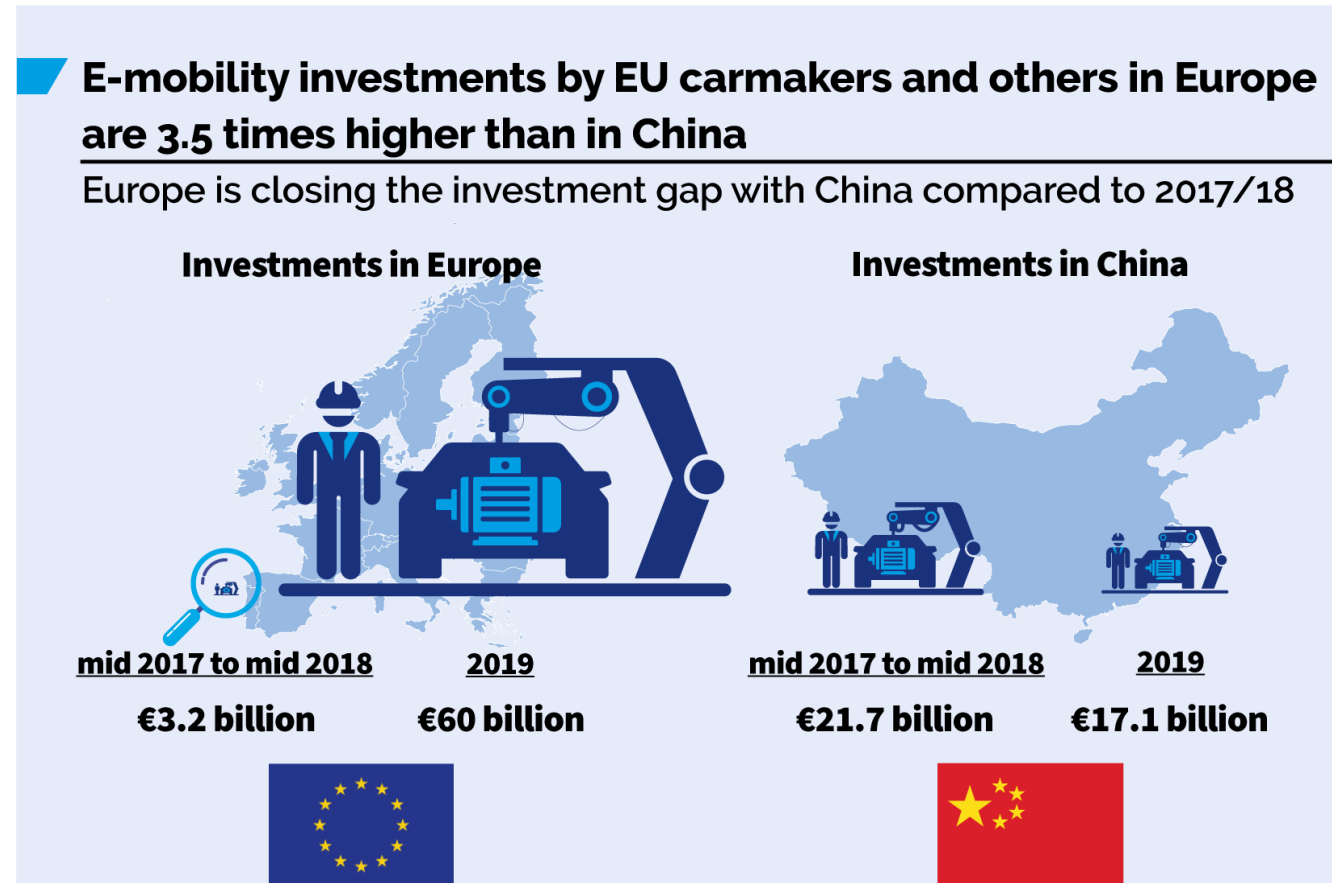 E-mobility investments by EU carmakers and others in Europe
are 3.5 times higher than in China
Europe is closing the investment gap with China compared to 2017/18
Investments in Europe
Investments in China
mid 2017 to mid 2018
2019
mid 2017 to mid 2018
2019
€3.2 billion
€60 billion
€21.7 billion
€17.1 billion